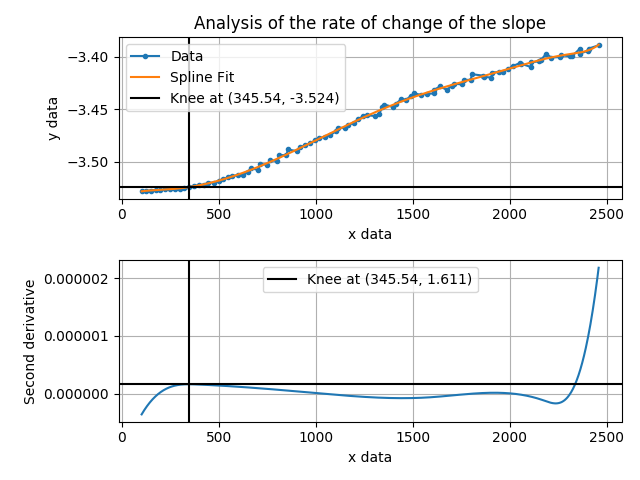 Analysis of the rate of change of the slope
−3.40
−3.45
−3.50
y data
Data
Spline Fit
Knee at (345.54, -3.524)
0
500
1000
1500
2000
2500
x data
0.000002
0.000001
0.000000
Second derivative
Knee at (345.54, 1.611)
0
500
1000
1500
2000
2500
x data